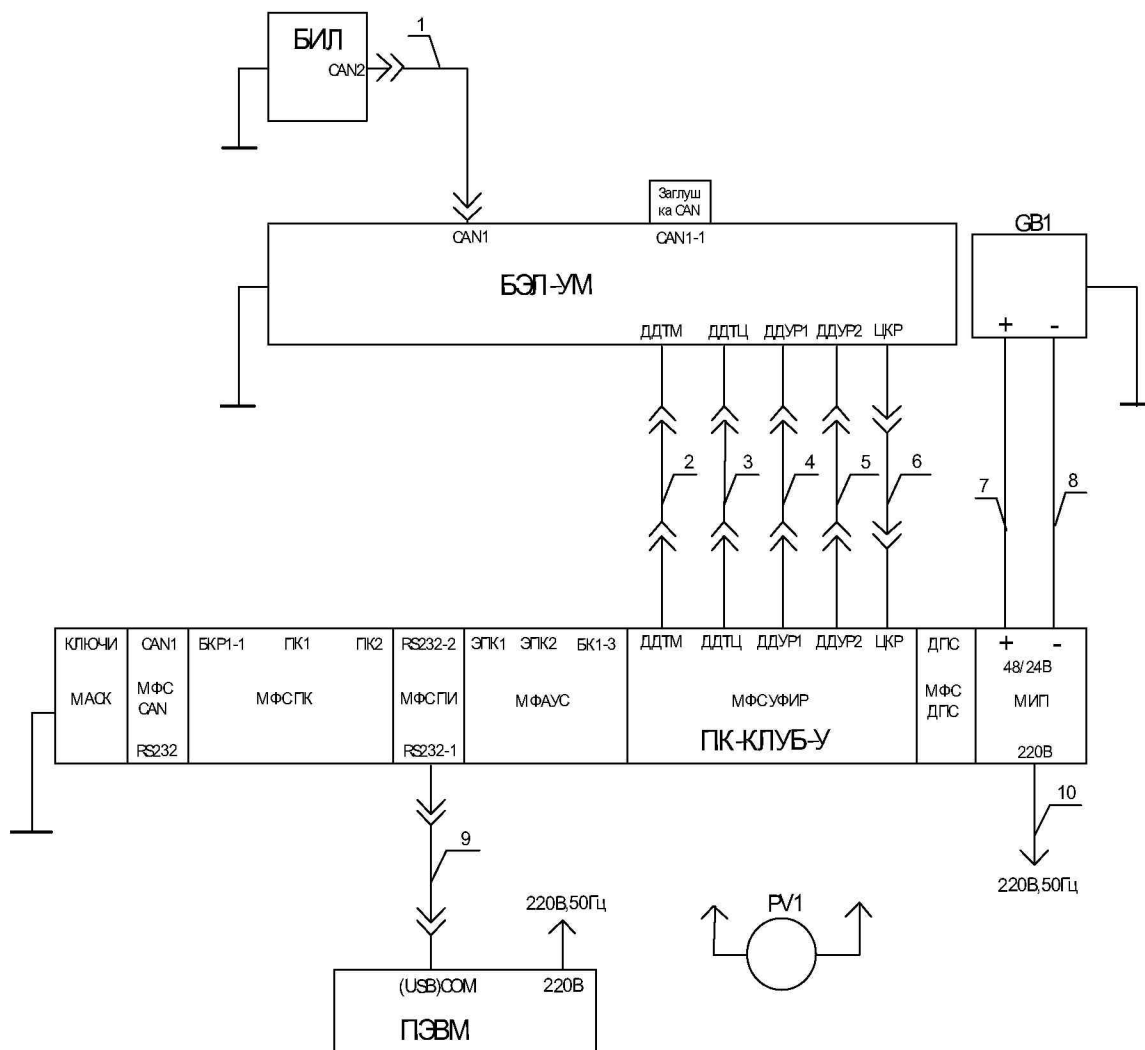 1
БИЛ
CAN2
Заглуш
ка CAN
CAN1
CAN1-1
GB1
БЭЛ-УМ
+ -
ДДТМ ДДТЦ ДДУР1 ДДУР2 ЦКР
2 3 4 5 6
7 8
КЛЮЧИ
МАСК
CAN1
МФС
CAN
RS232
БКР1-1 ПК1 ПК2
МФСПК
RS232-2
МФСПИ
RS232-1
ЭПК1 ЭПК2 БК1-3
МФАУС
ДДТМ ДДТЦ ДДУР1 ДДУР2 ЦКР
МФСУФИР
ПК-КЛУБ-У
ДПС
МФС
ДПС
+ -
48/24В
МИП
220В
10
9
220В,50Гц
220В,50Гц
PV1
(USB)COM 220В
ПЭВМ